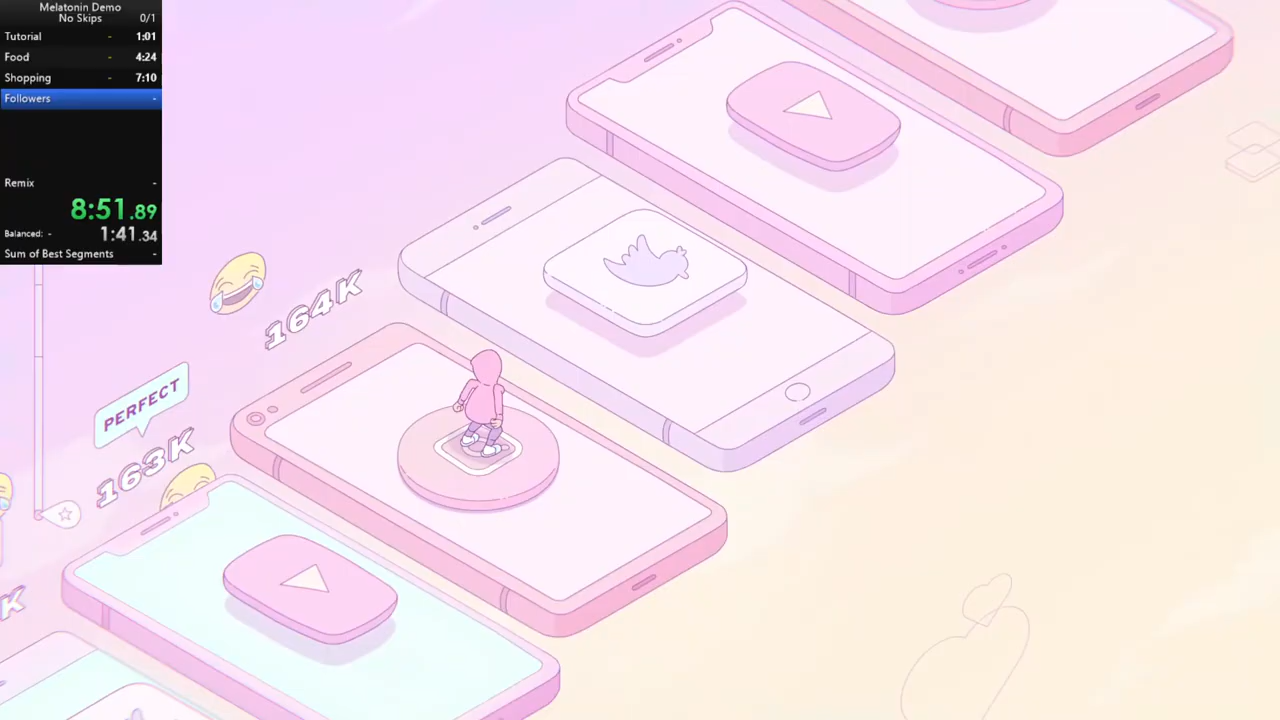 Melatonin Demo
No Skips 0/1
Tutorial - 1:01
Food - 4:24
Shopping - 7:10
Followers -
Remix -
8:51.89
Balanced: - 1:41.34
Sum of Best Segments -
164K
PERFECT
163K
K